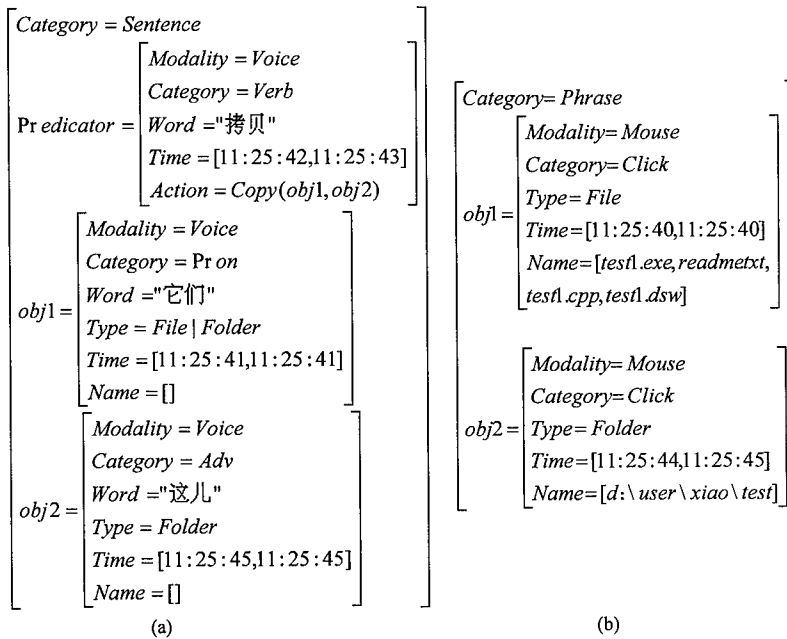 Category = Sentence
Predicator =
Modality = Voice
Category = Verb
Word ="拷贝"
Time = [11:25:42,11:25:43]
Action = Copy(obj1,obj2)
obj1 =
Modality = Voice
Category = Pron
Word ="它们"
Type = File | Folder
Time = [11:25:41,11:25:41]
Name = []
obj2 =
Modality = Voice
Category = Adv
Word ="这儿"
Type = Folder
Time = [11:25:45,11:25:45]
Name = []
(a)
Category= Phrase
obj1=
Modality= Mouse
Category= Click
Type= File
Time=[11:25:40,11:25:40]
Name=[test1.exe,readmetxt,
test1.cpp,test1.dsw]
obj2=
Modality= Mouse
Category= Click
Type= Folder
Time=[11:25:44,11:25:45]
Name=[d:\user\xiao\test]
(b)